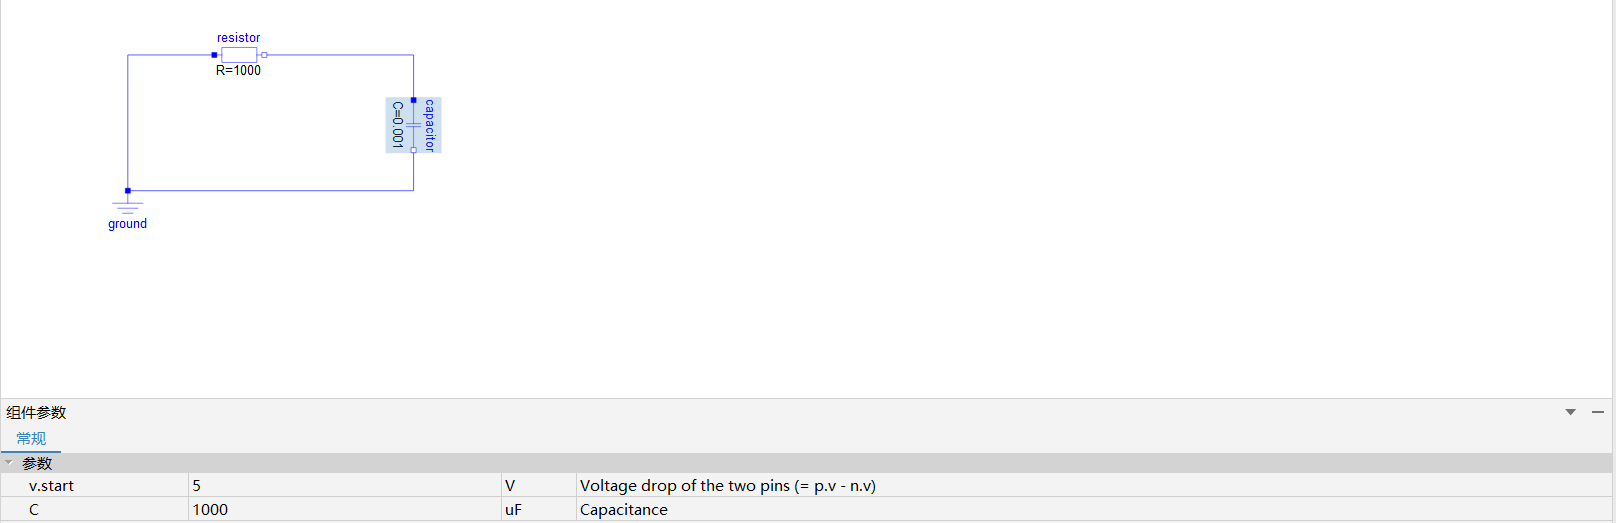 resistor
R=1000
capacitor
C=0.001
ground
组件参数
常规
参数
v.start 5 V Voltage drop of the two pins (= p.v - n.v)
C 1000 uF Capacitance